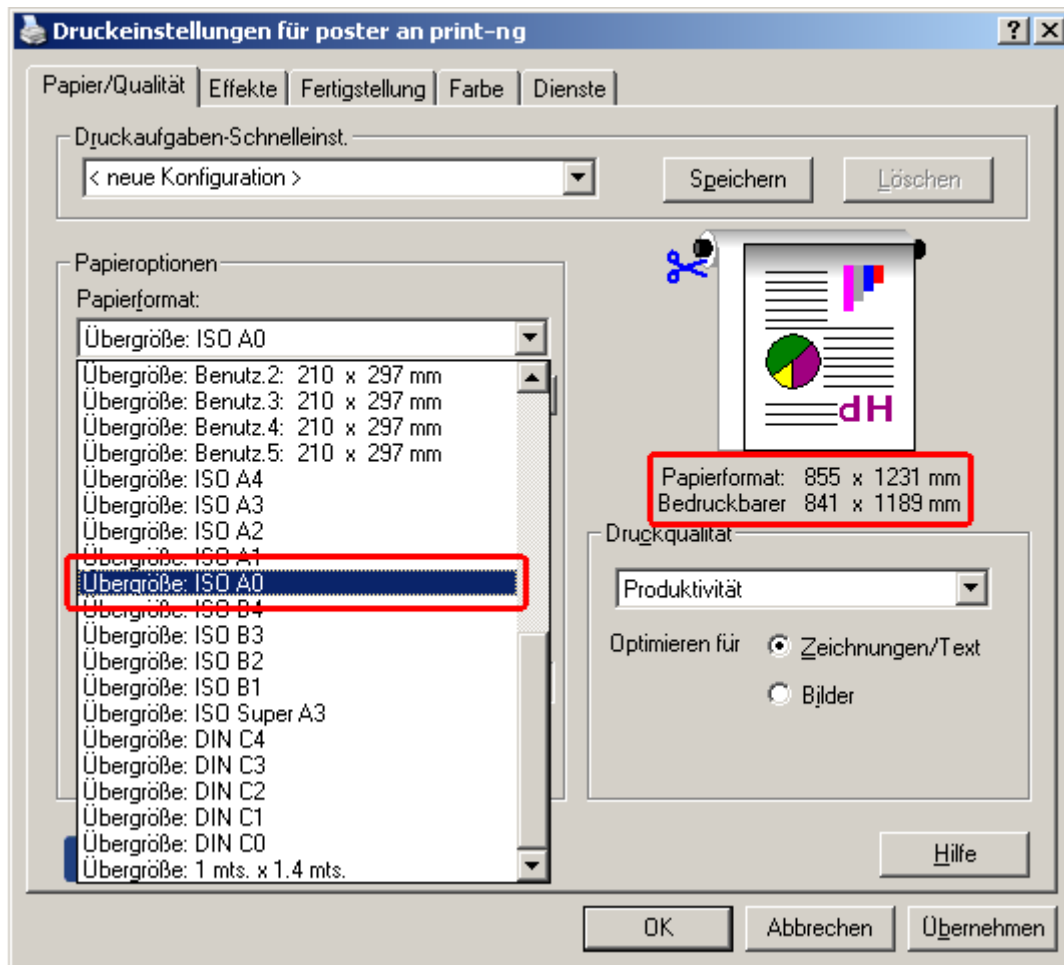 Druckeinstellungen für poster an print-ng
Papier/Qualität
Effekte
Fertigstellung
Farbe
Dienste
Druckaufgaben-Schnelleinst.
< neue Konfiguration >
Speichern
Löschen
Papieroptionen
Papierformat:
Übergröße: ISO A0
Übergröße: Benutz.2: 210 x 297 mm
Übergröße: Benutz.3: 210 x 297 mm
Übergröße: Benutz.4: 210 x 297 mm
Übergröße: Benutz.5: 210 x 297 mm
Übergröße: ISO A4
Übergröße: ISO A3
Übergröße: ISO A2
Übergröße: ISO A1
Übergröße: ISO A0
Übergröße: ISO B4
Übergröße: ISO B3
Übergröße: ISO B2
Übergröße: ISO B1
Übergröße: ISO Super A3
Übergröße: DIN C4
Übergröße: DIN C3
Übergröße: DIN C2
Übergröße: DIN C1
Übergröße: DIN C0
Übergröße: 1 mts. x 1.4 mts.
HP
Papierformat: 855 x 1231 mm
Bedruckbarer 841 x 1189 mm
Druckqualität
Produktivität
Optimieren für
Zeichnungen/Text
Bilder
Hilfe
OK
Abbrechen
Übernehmen